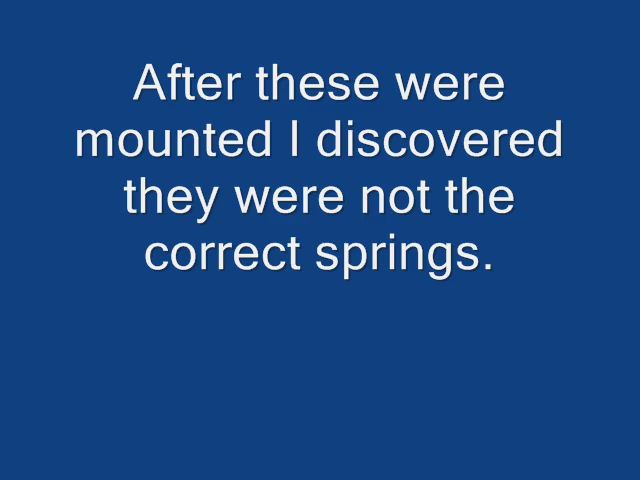 After these were
mounted I discovered
they were not the
correct springs.